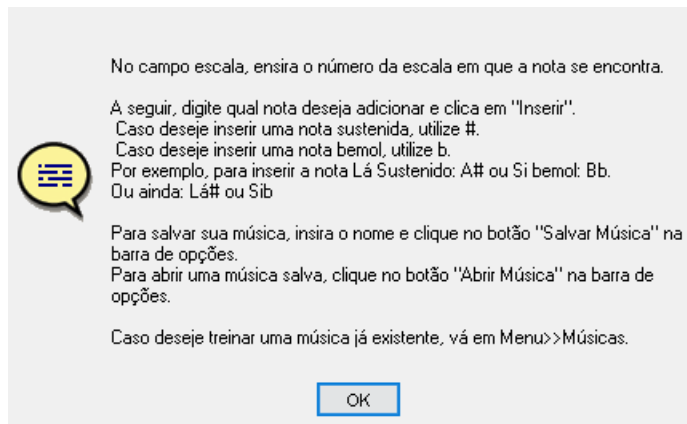 No campo escala, ensira o número da escala em que a nota se encontra.
A seguir, digite qual nota deseja adicionar e clica em "Inserir".
Caso deseje inserir uma nota sustenida, utilize #.
Caso deseje inserir uma nota bemol, utilize b.
Por exemplo, para inserir a nota Lá Sustenido: A# ou Si bemol: Bb.
Ou ainda: Lá# ou Sib
Para salvar sua música, insira o nome e clique no botão "Salvar Música" na
barra de opções.
Para abrir uma música salva, clique no botão "Abrir Música" na barra de
opções.
Caso deseje treinar uma música já existente, vá em Menu>>Músicas.
OK